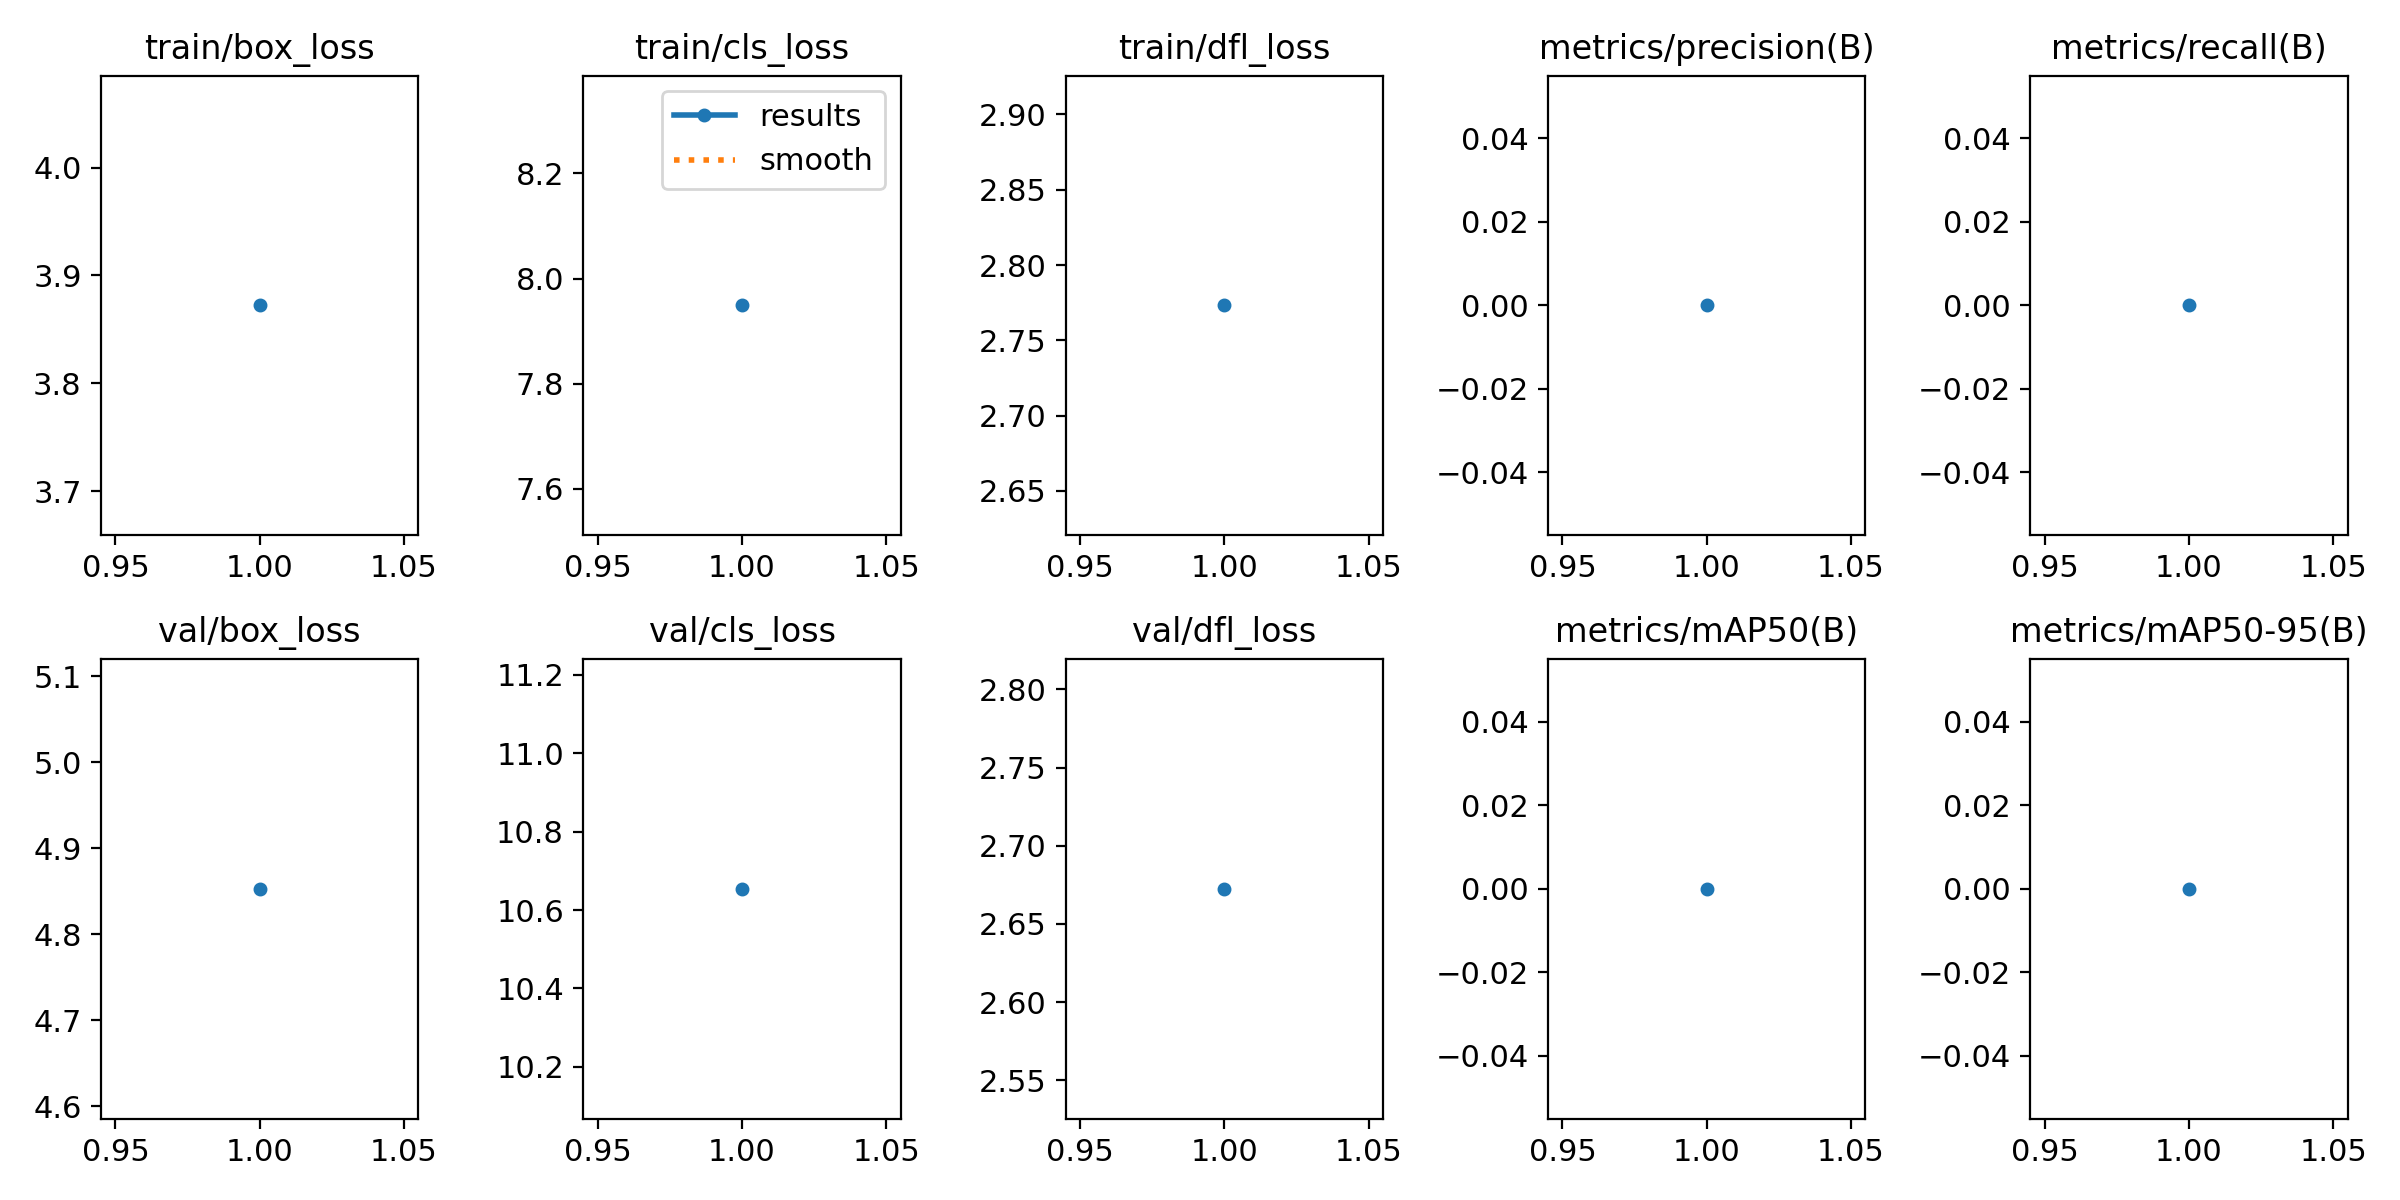 train/box_loss
4.0
3.9
3.8
3.7
0.95 1.00 1.05
train/cls_loss
results
smooth
8.2
8.0
7.8
7.6
0.95 1.00 1.05
train/dfl_loss
2.90
2.85
2.80
2.75
2.70
2.65
0.95 1.00 1.05
metrics/precision(B)
0.04
0.02
0.00
−0.02
−0.04
0.95 1.00 1.05
metrics/recall(B)
0.04
0.02
0.00
−0.02
−0.04
0.95 1.00 1.05
val/box_loss
5.1
5.0
4.9
4.8
4.7
4.6
0.95 1.00 1.05
val/cls_loss
11.2
11.0
10.8
10.6
10.4
10.2
0.95 1.00 1.05
val/dfl_loss
2.80
2.75
2.70
2.65
2.60
2.55
0.95 1.00 1.05
metrics/mAP50(B)
0.04
0.02
0.00
−0.02
−0.04
0.95 1.00 1.05
metrics/mAP50-95(B)
0.04
0.02
0.00
−0.02
−0.04
0.95 1.00 1.05